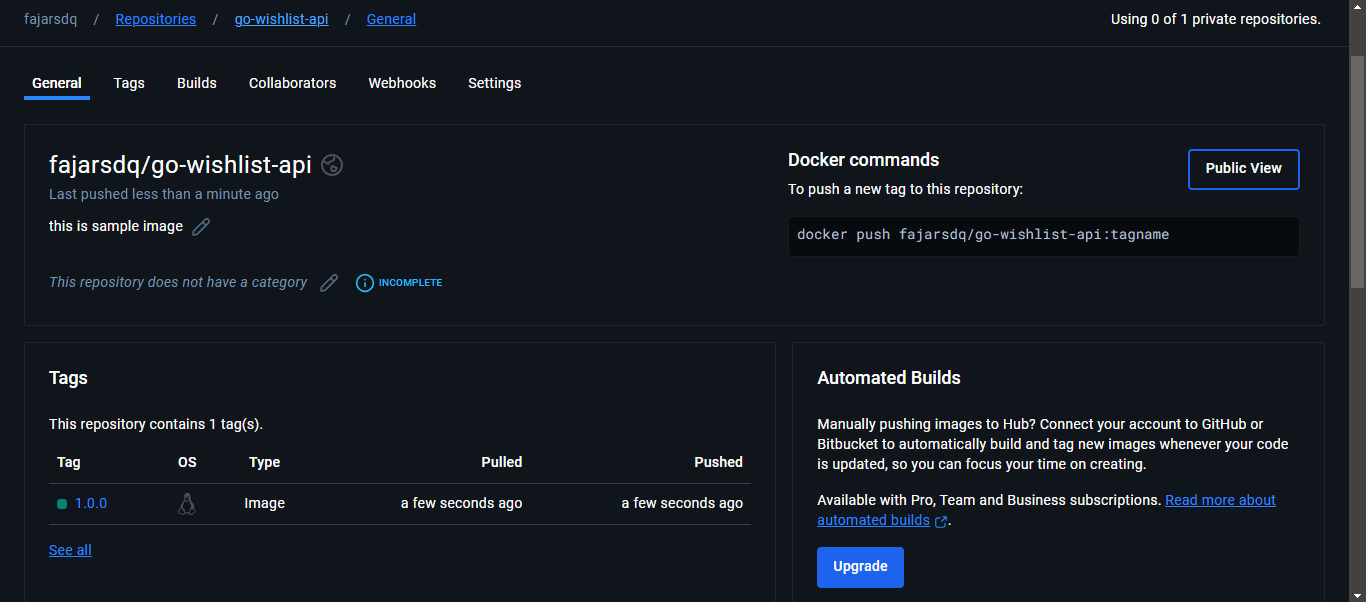 fajarsdq / Repositories / go-wishlist-api / General
Using 0 of 1 private repositories.
General Tags Builds Collaborators Webhooks Settings
fajarsdq/go-wishlist-api
Last pushed less than a minute ago
this is sample image
This repository does not have a category
INCOMPLETE
Docker commands
To push a new tag to this repository:
Public View
docker push fajarsdq/go-wishlist-api:tagname
Tags
This repository contains 1 tag(s).
Tag OS Type Pulled Pushed
1.0.0 Image a few seconds ago a few seconds ago
See all
Automated Builds
Manually pushing images to Hub? Connect your account to GitHub or
Bitbucket to automatically build and tag new images whenever your code
is updated, so you can focus your time on creating.
Available with Pro, Team and Business subscriptions. Read more about
automated builds .
Upgrade